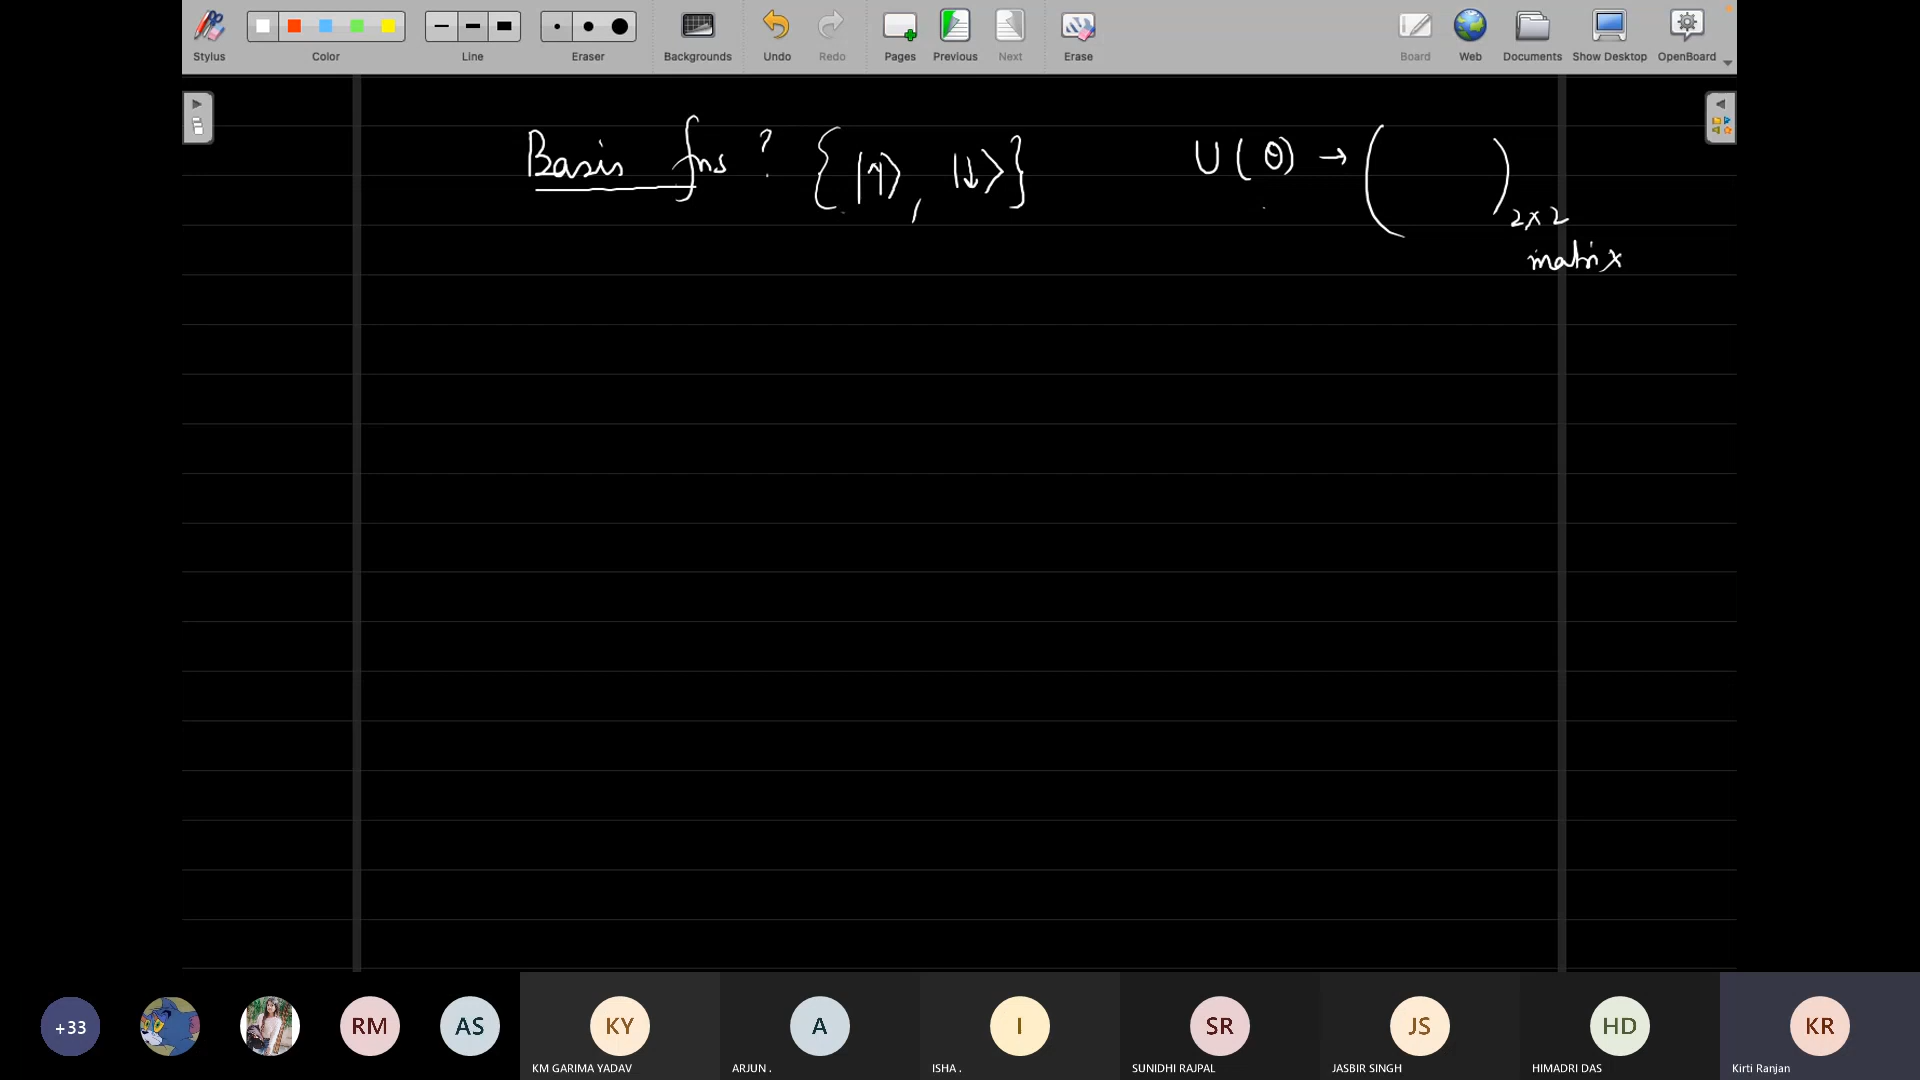 Stylus Color Line Eraser Backgrounds Undo Redo Pages Previous Next Erase Board Web Documents Show Desktop OpenBoard
Basis fns ? { |↑⟩, |↓⟩ } U(θ) → ( )2×2
matrix
+33 RM AS KY A I SR JS HD KR
KM GARIMA YADAV ARJUN . ISHA . SUNIDHI RAJPAL JASBIR SINGH HIMADRI DAS Kirti Ranjan